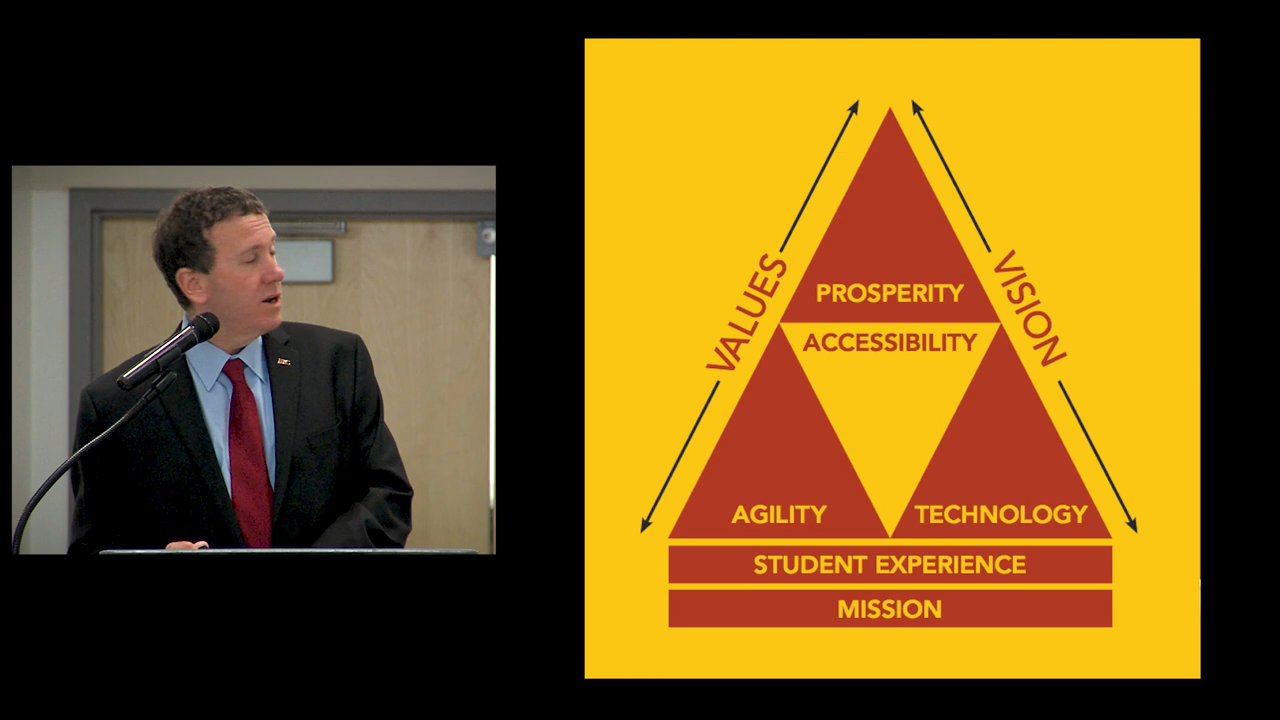 PROSPERITY
VALUES
VISION
ACCESSIBILITY
AGILITY
TECHNOLOGY
STUDENT EXPERIENCE
MISSION